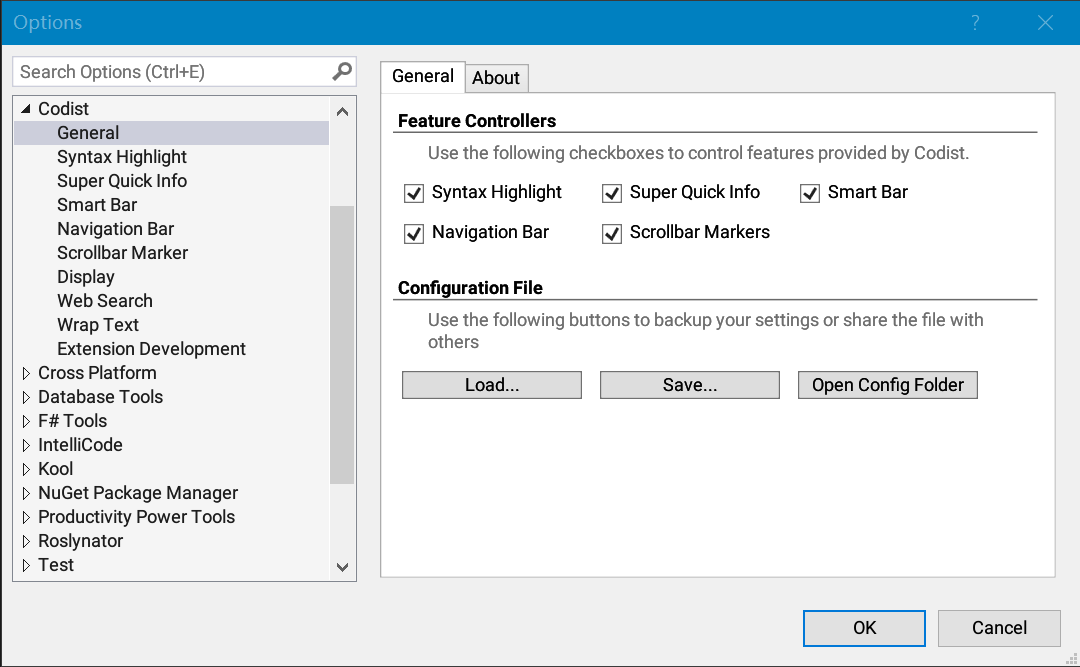 Options
?
Search Options (Ctrl+E)
Codist
General
Syntax Highlight
Super Quick Info
Smart Bar
Navigation Bar
Scrollbar Marker
Display
Web Search
Wrap Text
Extension Development
Cross Platform
Database Tools
F# Tools
IntelliCode
Kool
NuGet Package Manager
Productivity Power Tools
Roslynator
Test
General About
Feature Controllers
Use the following checkboxes to control features provided by Codist.
Syntax Highlight Super Quick Info Smart Bar
Navigation Bar Scrollbar Markers
Configuration File
Use the following buttons to backup your settings or share the file with
others
Load... Save... Open Config Folder
OK Cancel